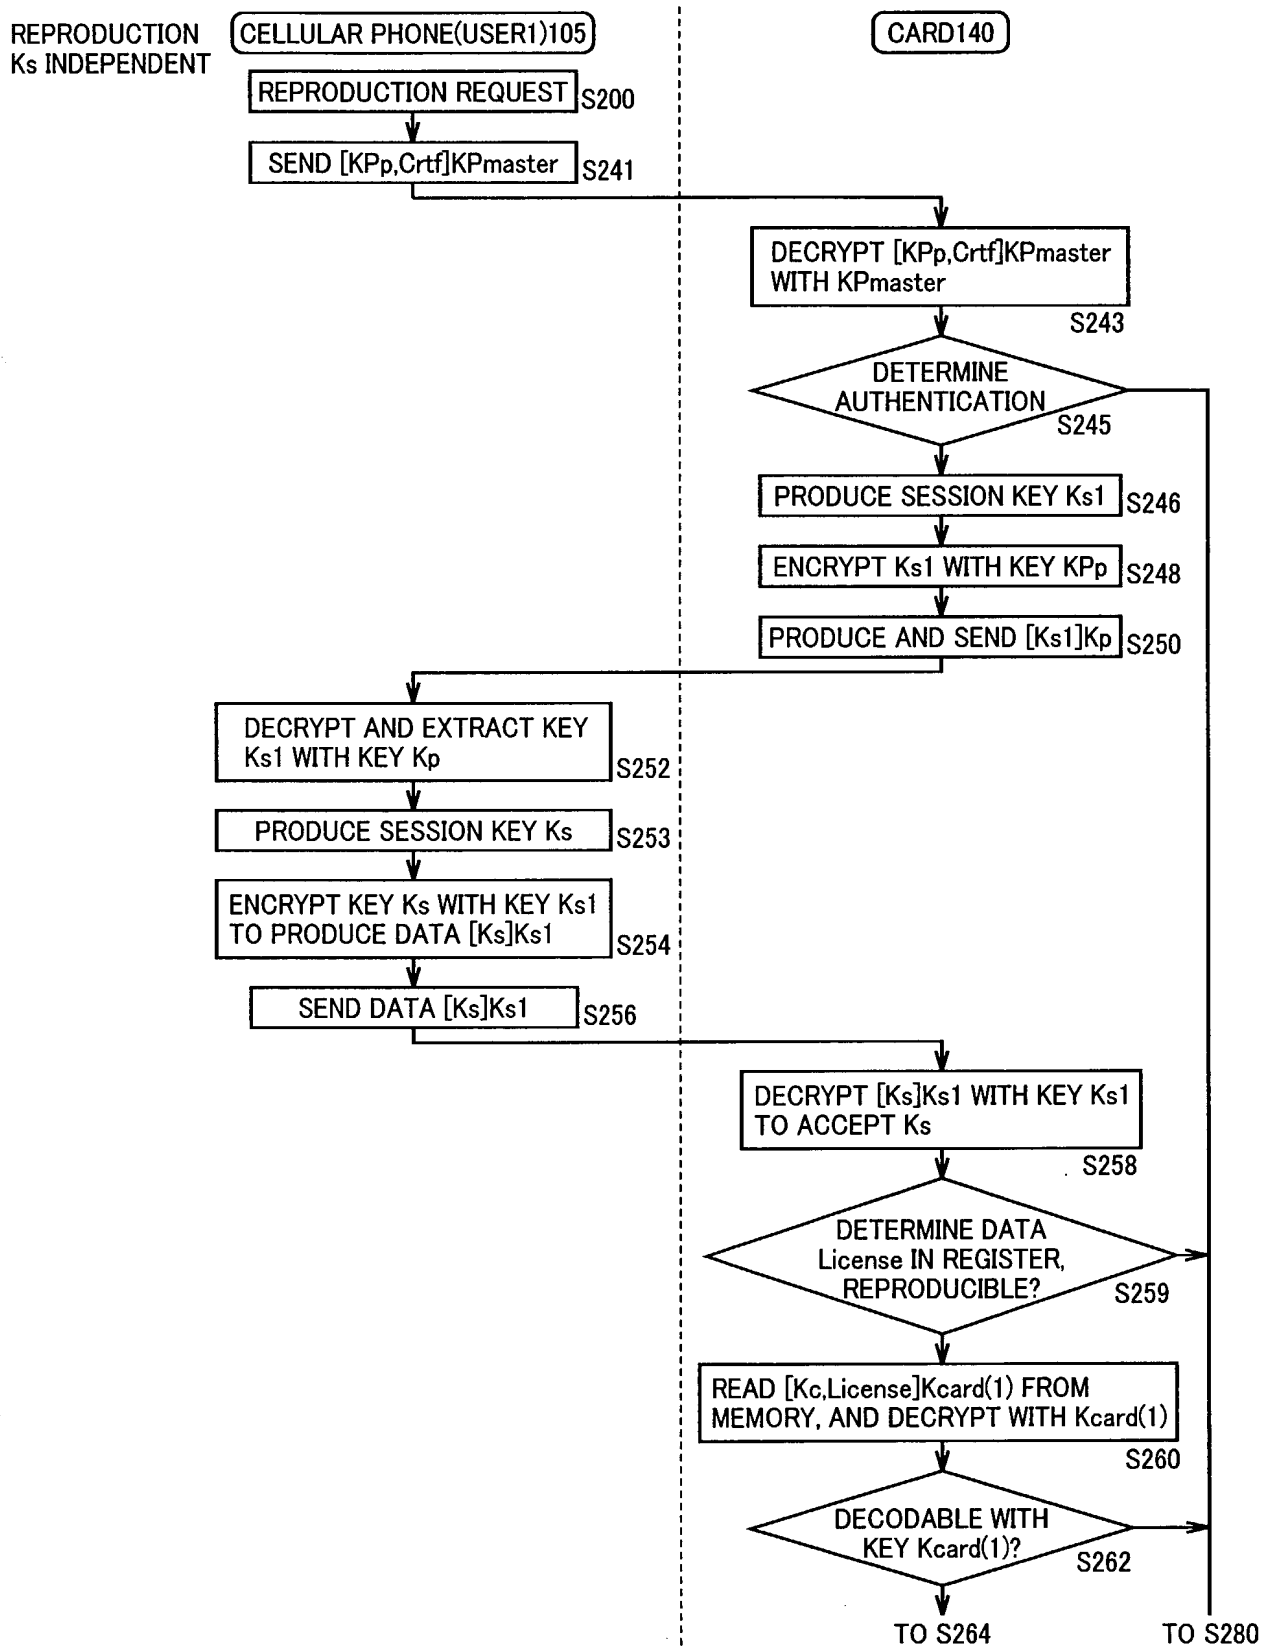 REPRODUCTION
Ks INDEPENDENT
CELLULAR PHONE(USER1)105
CARD140
REPRODUCTION REQUEST
S200
SEND [KPp,Crtf]KPmaster
S241
DECRYPT [KPp,Crtf]KPmaster
WITH KPmaster
S243
DETERMINE
AUTHENTICATION
S245
PRODUCE SESSION KEY Ks1
S246
ENCRYPT Ks1 WITH KEY KPp
S248
PRODUCE AND SEND [Ks1]Kp
S250
DECRYPT AND EXTRACT KEY
Ks1 WITH KEY Kp
S252
PRODUCE SESSION KEY Ks
S253
ENCRYPT KEY Ks WITH KEY Ks1
TO PRODUCE DATA [Ks]Ks1
S254
SEND DATA [Ks]Ks1
S256
DECRYPT [Ks]Ks1 WITH KEY Ks1
TO ACCEPT Ks
S258
DETERMINE DATA
License IN REGISTER,
REPRODUCIBLE?
S259
READ [Kc,License]Kcard(1) FROM
MEMORY, AND DECRYPT WITH Kcard(1)
S260
DECODABLE WITH
KEY Kcard(1)?
S262
TO S264
TO S280